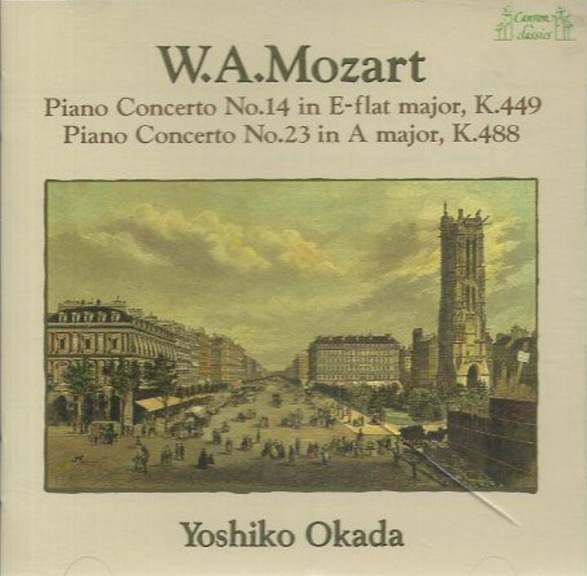 Canyon
classics
W.A.Mozart
Piano Concerto No.14 in E-flat major, K.449
Piano Concerto No.23 in A major, K.488
Yoshiko Okada